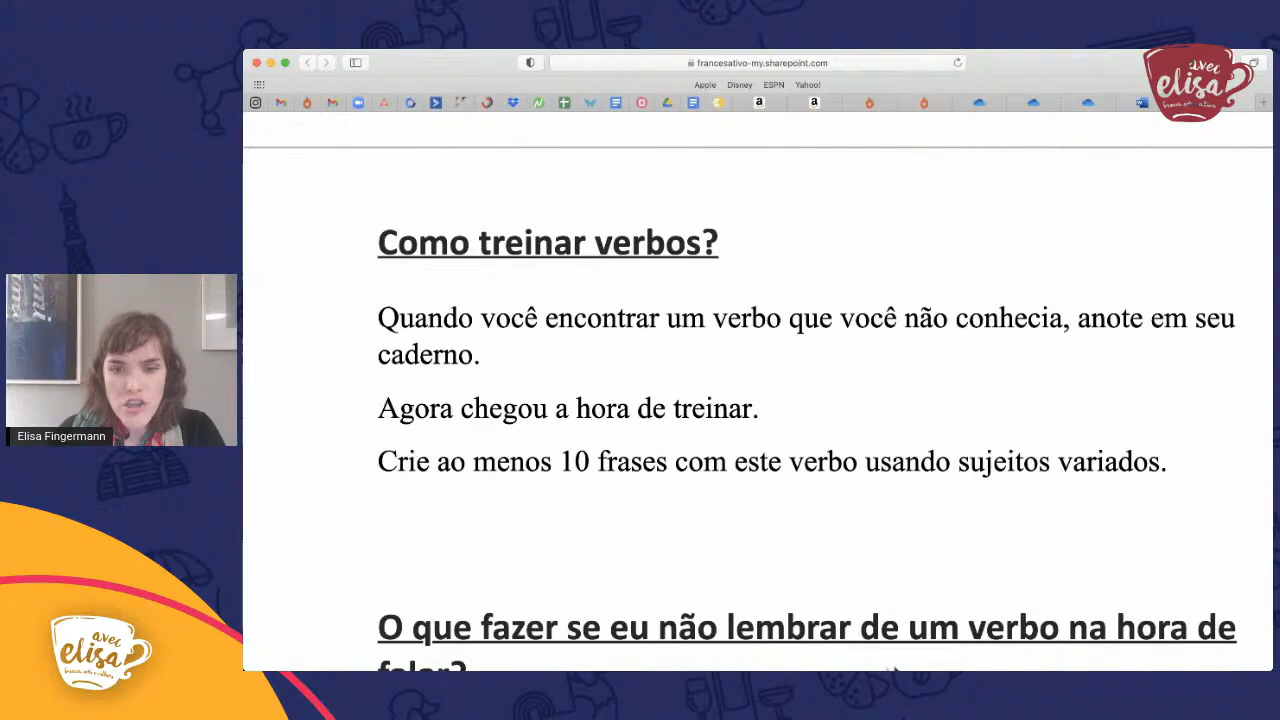 francesativo-my.sharepoint.com
Apple Disney ESPN Yahoo!
avec
elisa
Como treinar verbos?
Quando você encontrar um verbo que você não conhecia, anote em seu
caderno.
Agora chegou a hora de treinar.
Crie ao menos 10 frases com este verbo usando sujeitos variados.
O que fazer se eu não lembrar de um verbo na hora de
falar?
Elisa Fingermann
avec
elisa